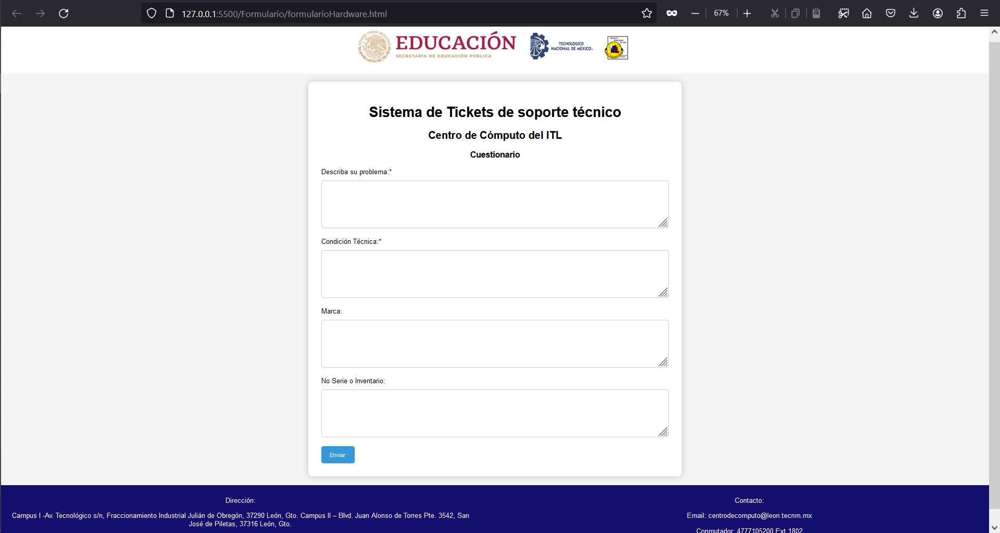 127.0.0.1:5500/Formulario/formularioHardware.html
67%
EDUCACIÓN
SECRETARÍA DE EDUCACIÓN PÚBLICA
ESTADOS UNIDOS MEXICANOS
TECNOLÓGICO
NACIONAL DE MÉXICO
Sistema de Tickets de soporte técnico
Centro de Cómputo del ITL
Cuestionario
Describa su problema:*
Condición Técnica:*
Marca:
No Serie o Inventario:
Enviar
Dirección:
Campus I -Av. Tecnológico s/n, Fraccionamiento Industrial Julián de Obregón, 37290 León, Gto. Campus II – Blvd. Juan Alonso de Torres Pte. 3542, San
José de Piletas, 37316 León, Gto.
Contacto:
Email: centrodecomputo@leon.tecnm.mx
Conmutador: 4777105200 Ext 1802